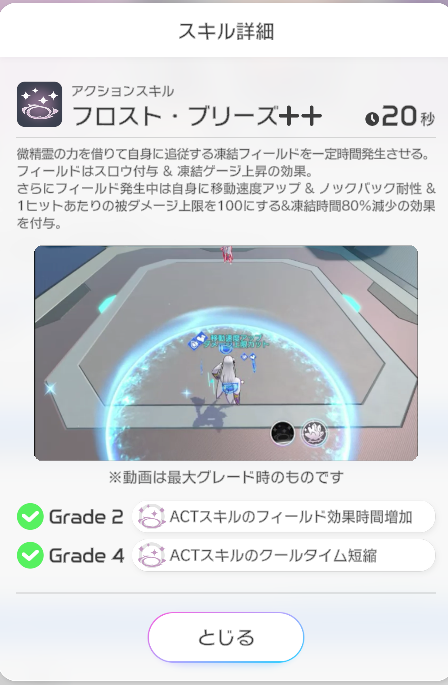 スキル詳細
アクションスキル
フロスト・ブリーズ++
20秒
微精霊の力を借りて自身に追従する凍結フィールドを一定時間発生させる。
フィールドはスロウ付与 & 凍結ゲージ上昇の効果。
さらにフィールド発生中は自身に移動速度アップ & ノックバック耐性 &
1ヒットあたりの被ダメージ上限を100にする&凍結時間80%減少の効果
を付与。
移動速度アップ
※動画は最大グレード時のものです
Grade 2 ACTスキルのフィールド効果時間増加
Grade 4 ACTスキルのクールタイム短縮
とじる